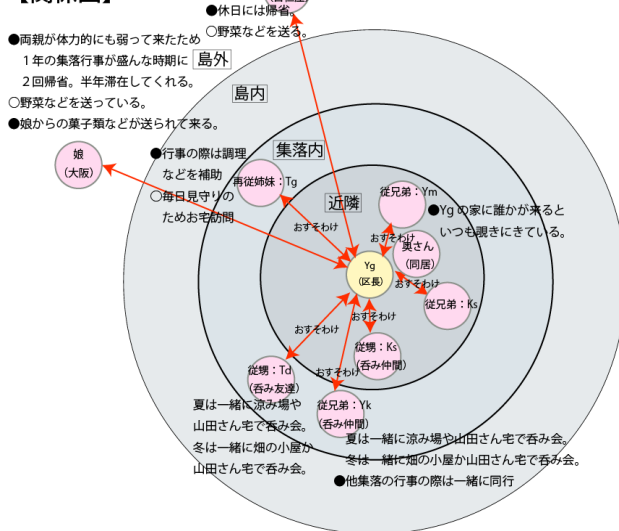 【関係図】
●休日には帰省。
○野菜などを送る。
●両親が体力的にも弱って来たため
１年の集落行事が盛んな時期に
２回帰省。半年滞在してくれる。
○野菜などを送っている。
●娘からの菓子類などが送られて来る。
島外
島内
集落内
近隣
娘
（大阪）
●行事の際は調理
などを補助
○毎日見守りの
ためお宅訪問
再従姉妹：Tg
従兄弟：Ym
●Yg の家に誰かが来ると
いつも覗きにきている。
おすそわけ
おすそわけ
奥さん
（同居）
Yg
（区長）
おすそわけ
従兄弟：Ks
おすそわけ
おすそわけ
従甥：Ks
（呑み仲間）
従甥：Td
（呑み友達）
おすそわけ
従兄弟：Yk
（呑み仲間）
夏は一緒に涼み場や
山田さん宅で呑み会。
冬は一緒に畑の小屋か
山田さん宅で呑み会。
夏は一緒に涼み場や山田さん宅で呑み会。
冬は一緒に畑の小屋か山田さん宅で呑み会。
●他集落の行事の際は一緒に同行